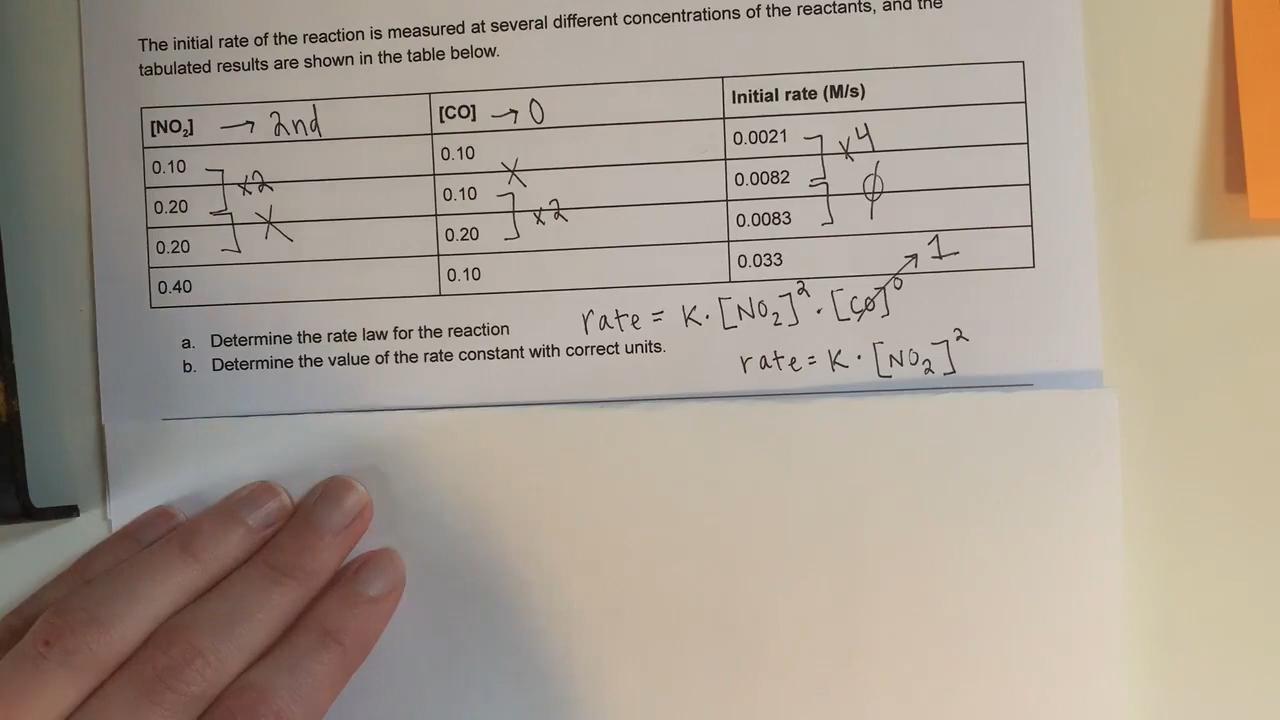 The initial rate of the reaction is measured at several different concentrations of the reactants, and the
tabulated results are shown in the table below.
[NO₂] → 2nd [CO] → 0 Initial rate (M/s)
0.10 0.10 0.0021
x2 X x4
0.20 0.10 0.0082
X x2 ϕ
0.20 0.20 0.0083
0.40 0.10 0.033
a. Determine the rate law for the reaction
b. Determine the value of the rate constant with correct units.
rate = K · [NO₂]² · [CO]⁰ → 1
rate = K · [NO₂]²